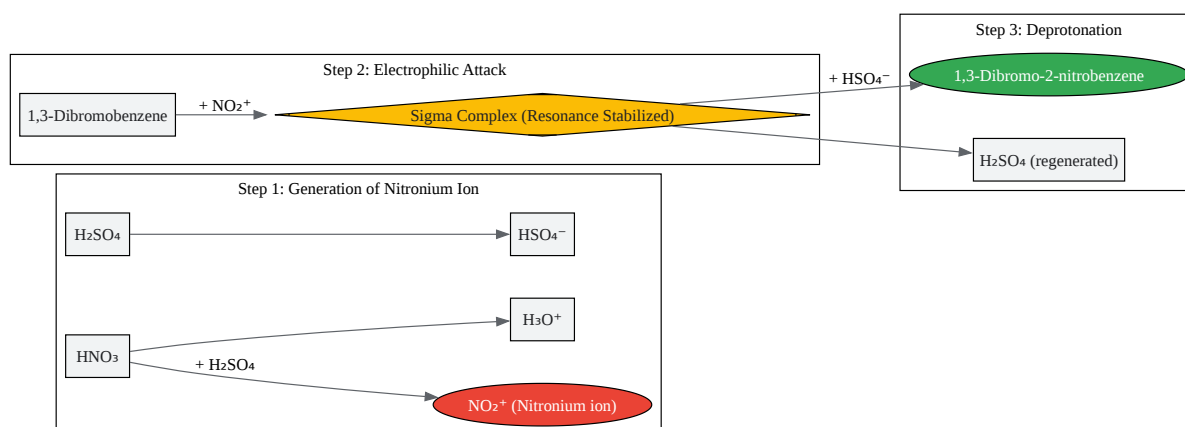 Step 3: Deprotonation
1,3-Dibromo-2-nitrobenzene
H₂SO₄ (regenerated)
Step 2: Electrophilic Attack
1,3-Dibromobenzene
+ NO₂⁺
Sigma Complex (Resonance Stabilized)
+ HSO₄⁻
Step 1: Generation of Nitronium Ion
H₂SO₄
HSO₄⁻
HNO₃
H₃O⁺
+ H₂SO₄
NO₂⁺ (Nitronium ion)